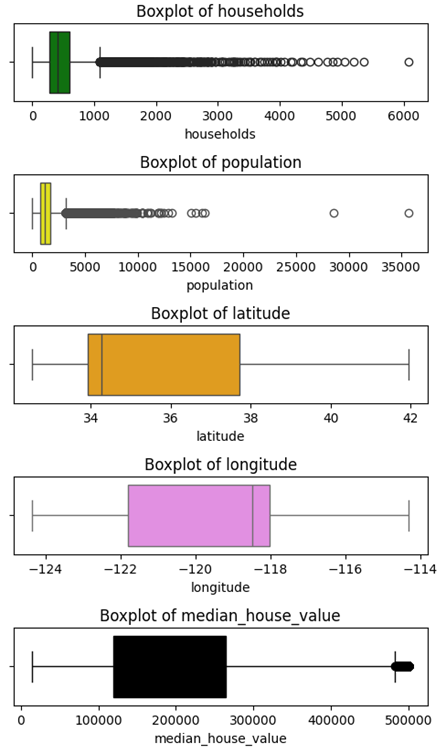 Boxplot of households
0 1000 2000 3000 4000 5000 6000
households
Boxplot of population
0 5000 10000 15000 20000 25000 30000 35000
population
Boxplot of latitude
34 36 38 40 42
latitude
Boxplot of longitude
−124 −122 −120 −118 −116 −114
longitude
Boxplot of median_house_value
0 100000 200000 300000 400000 500000
median_house_value